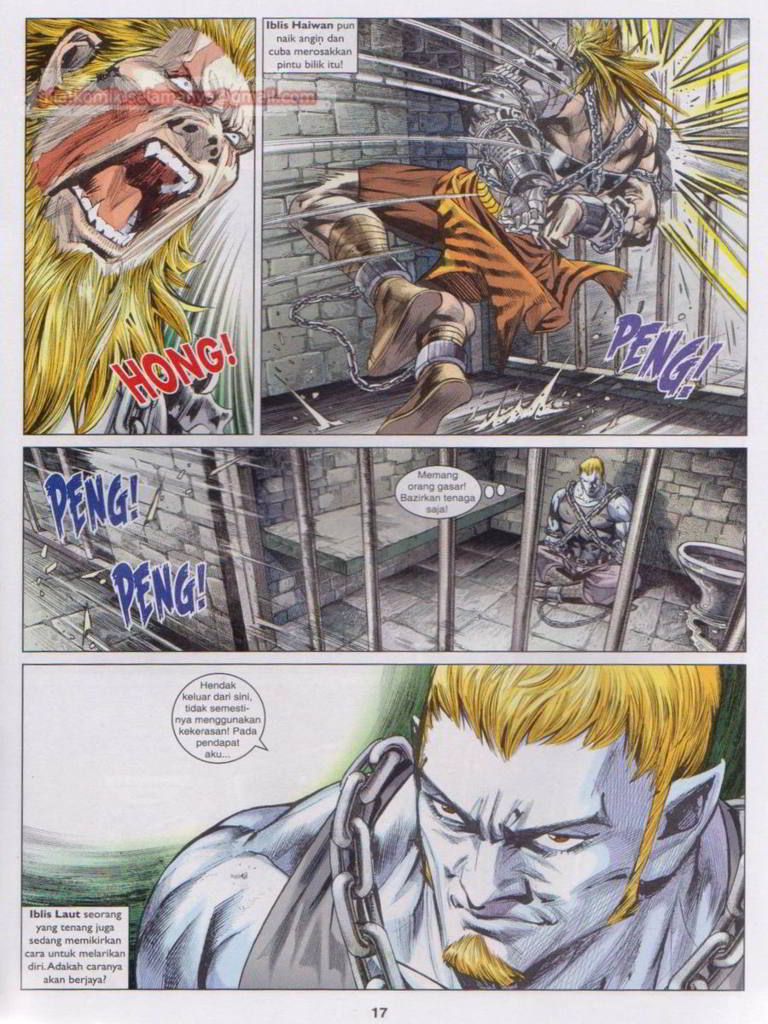 Iblis Haiwan pun
naik angin dan
cuba merosakkan
pintu bilik itu!
HONG!
PENG!
PENG!
PENG!
Memang
orang gasar!
Bazirkan tenaga
saja!
Hendak
keluar dari sini,
tidak semesti-
nya menggunakan
kekerasan! Pada
pendapat
aku...
Iblis Laut seorang
yang tenang juga
sedang memikirkan
cara untuk melarikan
diri.Adakah caranya
akan berjaya?
17